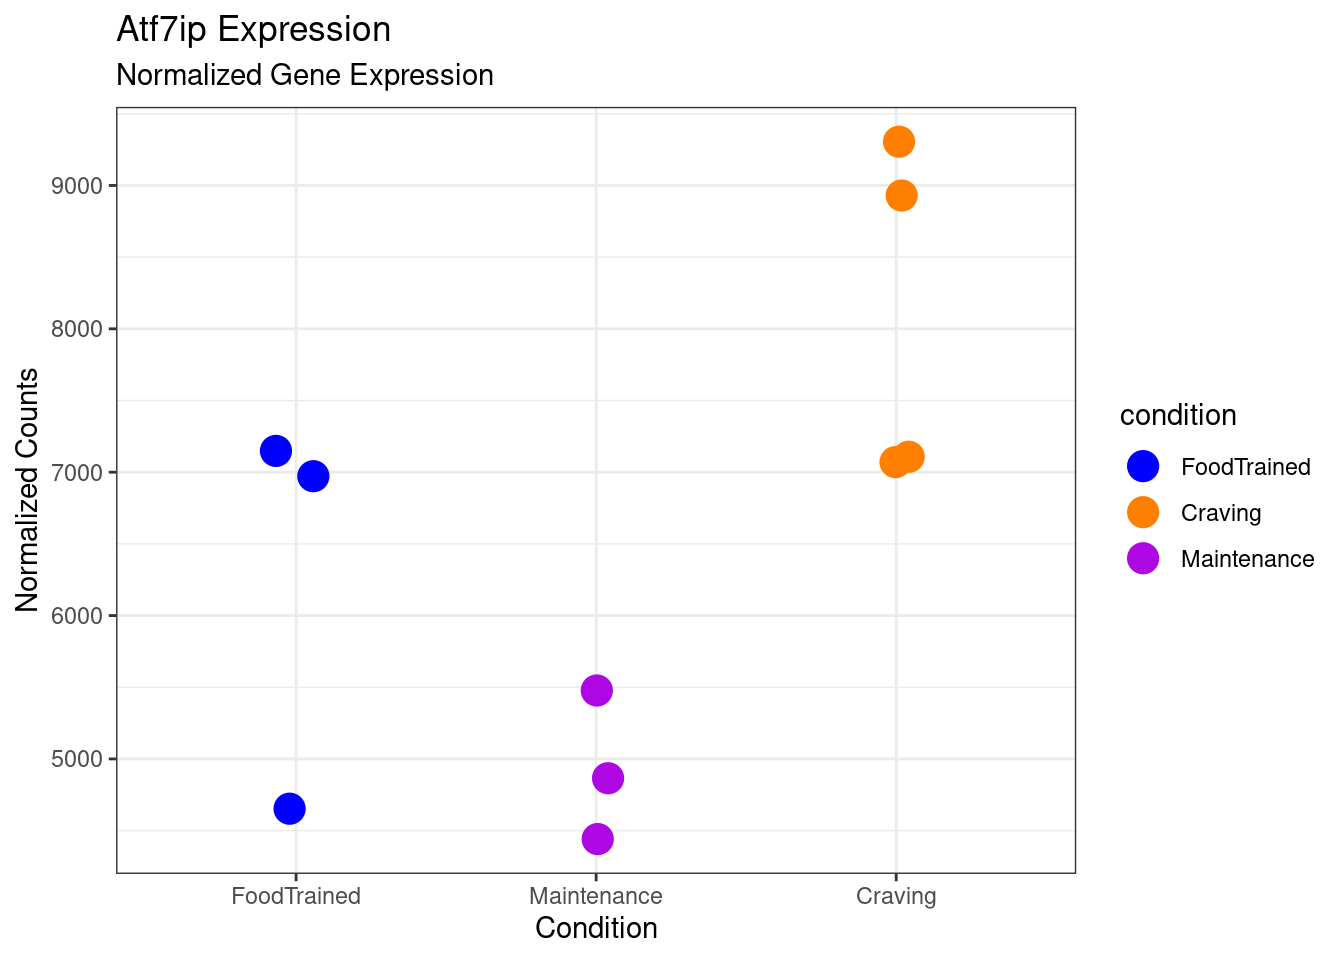 Atf7ip Expression
Normalized Gene Expression
Normalized Counts
9000
8000
7000
6000
5000
FoodTrained
Maintenance
Craving
Condition
condition
FoodTrained
Craving
Maintenance